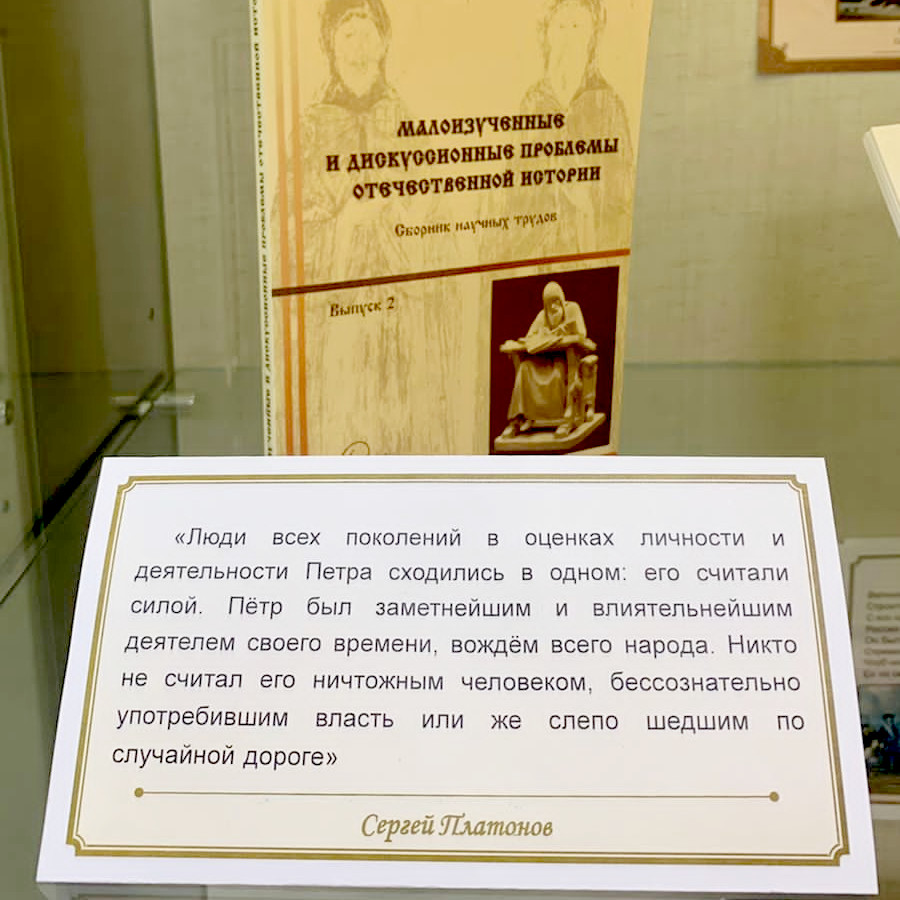 МАЛОИЗУЧЕННЫЕ
И ДИСКУССИОННЫЕ ПРОБЛЕМЫ
ОТЕЧЕСТВЕННОЙ ИСТОРИИ
Сборник научных трудов
Выпуск 2
«Люди всех поколений в оценках личности и
деятельности Петра сходились в одном: его считали
силой. Пётр был заметнейшим и влиятельнейшим
деятелем своего времени, вождём всего народа. Никто
не считал его ничтожным человеком, бессознательно
употребившим власть или же слепо шедшим по
случайной дороге»
Сергей Платонов